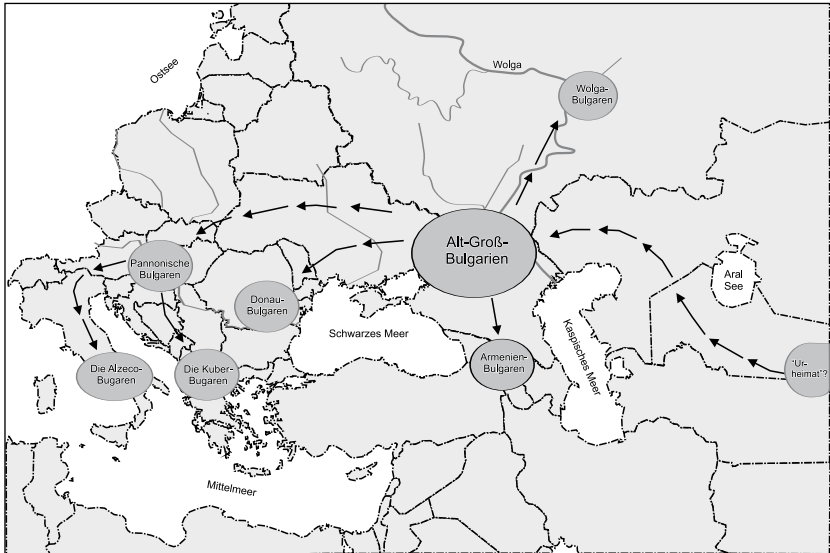 Ostsee
Wolga
Wolga-
Bulgaren
Alt-Groß-
Bulgarien
Pannonische
Bulgaren
Aral
See
Donau-
Bulgaren
Schwarzes Meer
Kaspisches Meer
Armenien-
Bulgaren
"Ur-
heimat"?
Die Alzeco-
Bugaren
Die Kuber-
Bugaren
Mittelmeer